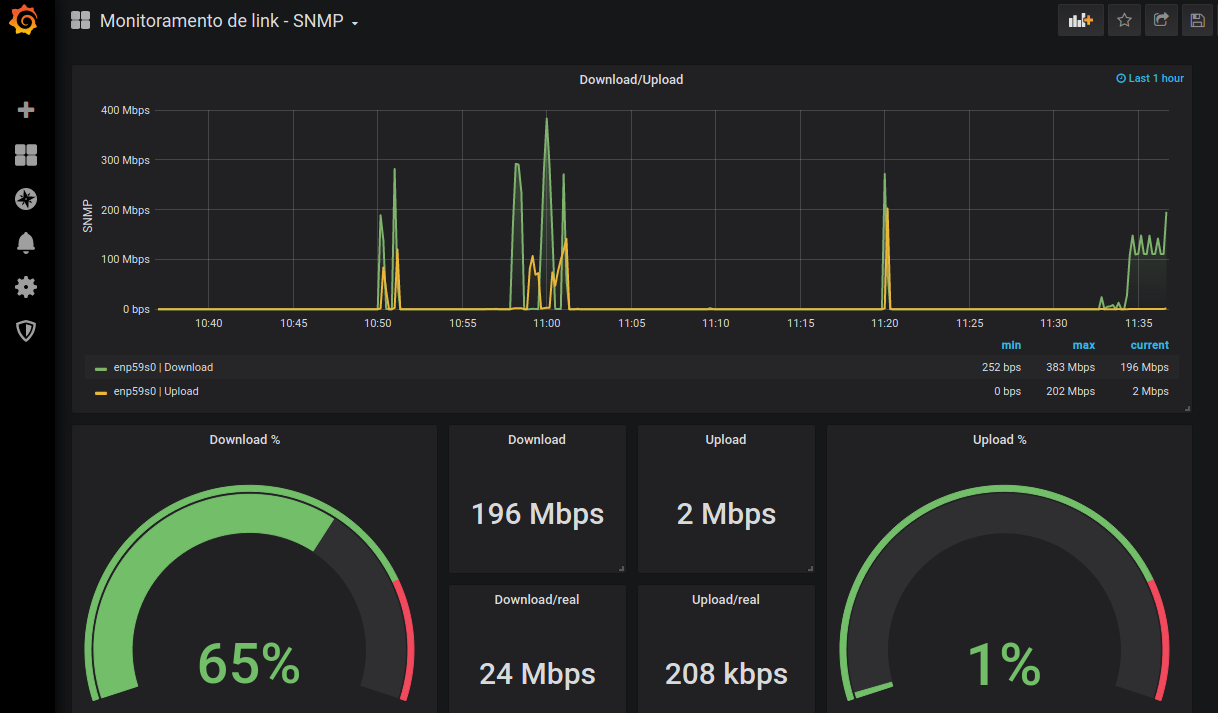 Monitoramento de link - SNMP
Download/Upload
Last 1 hour
SNMP
400 Mbps
300 Mbps
200 Mbps
100 Mbps
0 bps
10:40 10:45 10:50 10:55 11:00 11:05 11:10 11:15 11:20 11:25 11:30 11:35
min max current
enp59s0 | Download 252 bps 383 Mbps 196 Mbps
enp59s0 | Upload 0 bps 202 Mbps 2 Mbps
Download %
65%
Download
196 Mbps
Upload
2 Mbps
Download/real
24 Mbps
Upload/real
208 kbps
Upload %
1%